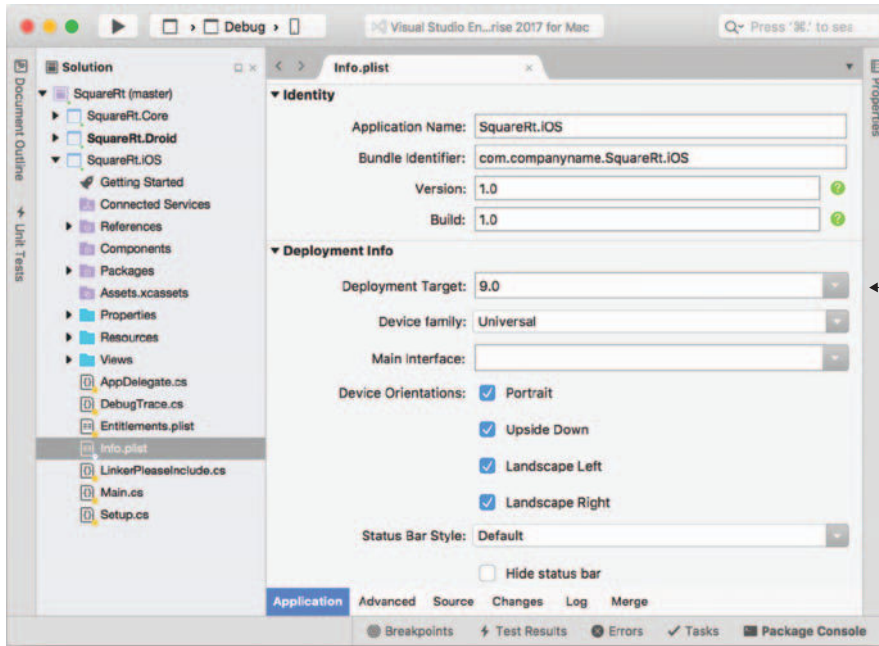 Debug
Visual Studio En...rise 2017 for Mac
Press '⌘.' to sea
Document Outline
Unit Tests
Solution
SquareRt (master)
SquareRt.Core
SquareRt.Droid
SquareRt.iOS
Getting Started
Connected Services
References
Components
Packages
Assets.xcassets
Properties
Resources
Views
AppDelegate.cs
DebugTrace.cs
Entitlements.plist
Info.plist
LinkerPleaseInclude.cs
Main.cs
Setup.cs
Info.plist
Identity
Application Name: SquareRt.iOS
Bundle Identifier: com.companyname.SquareRt.iOS
Version: 1.0
Build: 1.0
Deployment Info
Deployment Target: 9.0
Device family: Universal
Main Interface:
Device Orientations: Portrait
Upside Down
Landscape Left
Landscape Right
Status Bar Style: Default
Hide status bar
Application Advanced Source Changes Log Merge
Properties
Breakpoints Test Results Errors Tasks Package Console